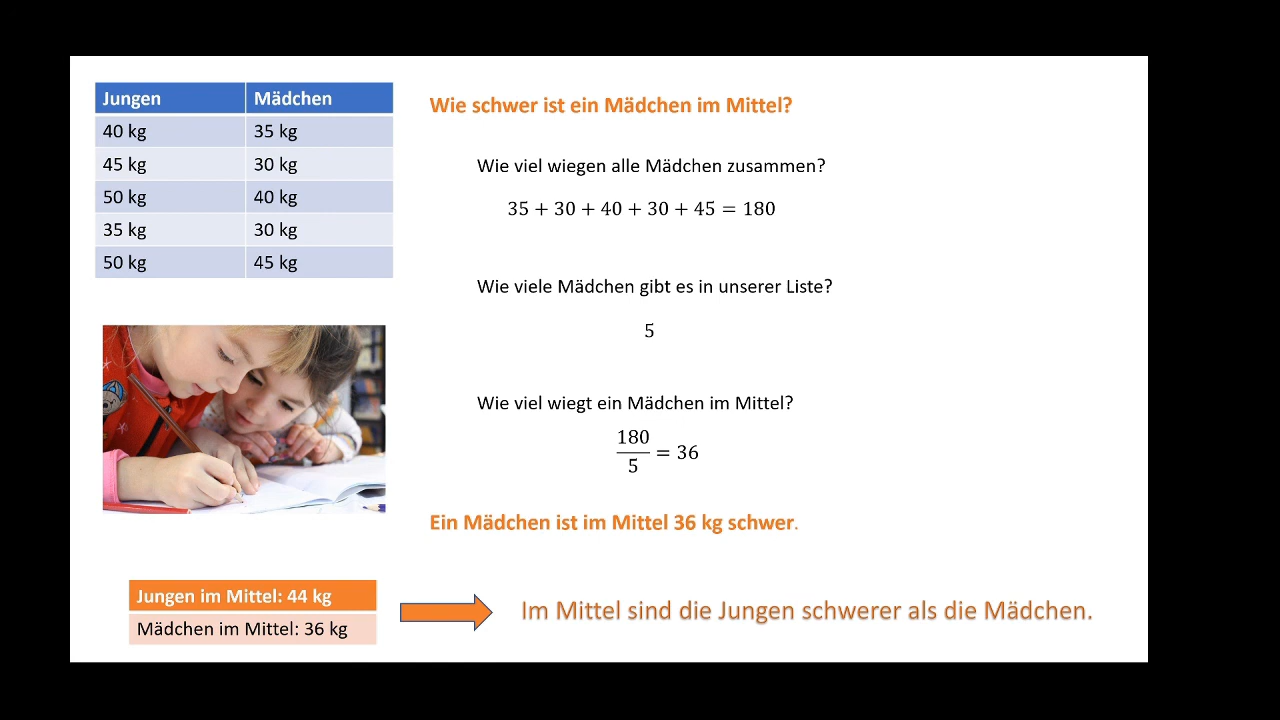 Jungen Mädchen
40 kg 35 kg
45 kg 30 kg
50 kg 40 kg
35 kg 30 kg
50 kg 45 kg
Wie schwer ist ein Mädchen im Mittel?
Wie viel wiegen alle Mädchen zusammen?
35 + 30 + 40 + 30 + 45 = 180
Wie viele Mädchen gibt es in unserer Liste?
5
Wie viel wiegt ein Mädchen im Mittel?
180/5 = 36
Ein Mädchen ist im Mittel 36 kg schwer.
Jungen im Mittel: 44 kg
Mädchen im Mittel: 36 kg
Im Mittel sind die Jungen schwerer als die Mädchen.